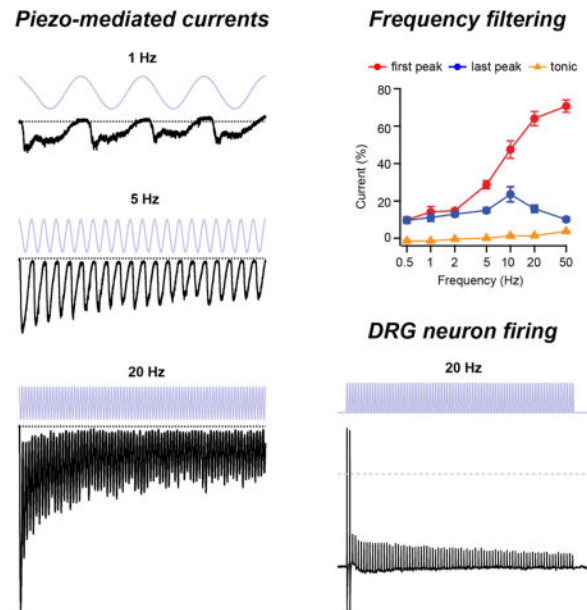 Piezo-mediated currents
1 Hz
5 Hz
20 Hz
Frequency filtering
first peak last peak tonic
Current (%)
80
60
40
20
0
0.5 1 2 5 10 20 50
Frequency (Hz)
DRG neuron firing
20 Hz